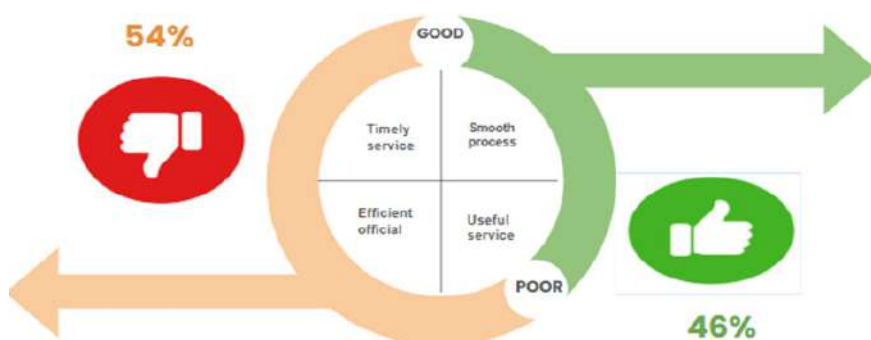 54%
GOOD
Timely
service
Smooth
process
Efficient
official
Useful
service
POOR
46%